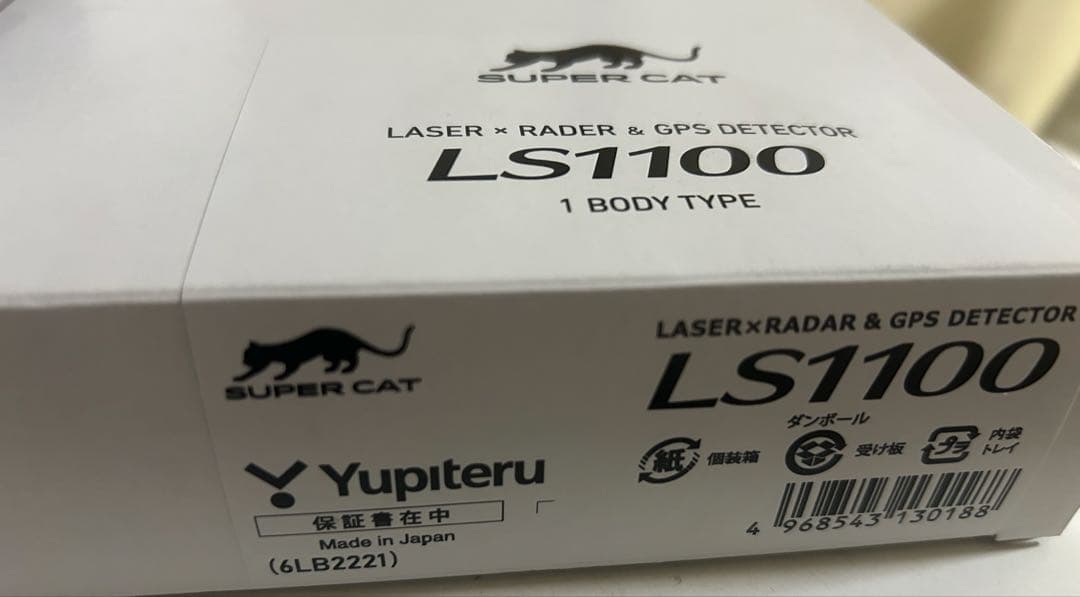 SUPER CAT
LASER × RADER & GPS DETECTOR
LS1100
1 BODY TYPE
SUPER CAT
LASER×RADAR & GPS DETECTOR
LS1100
ダンボール
紙 個装箱
受け板
プラ 内袋
トレイ
Yupiteru
保証書在中
Made in Japan
(6LB2221)
4 968543 130188